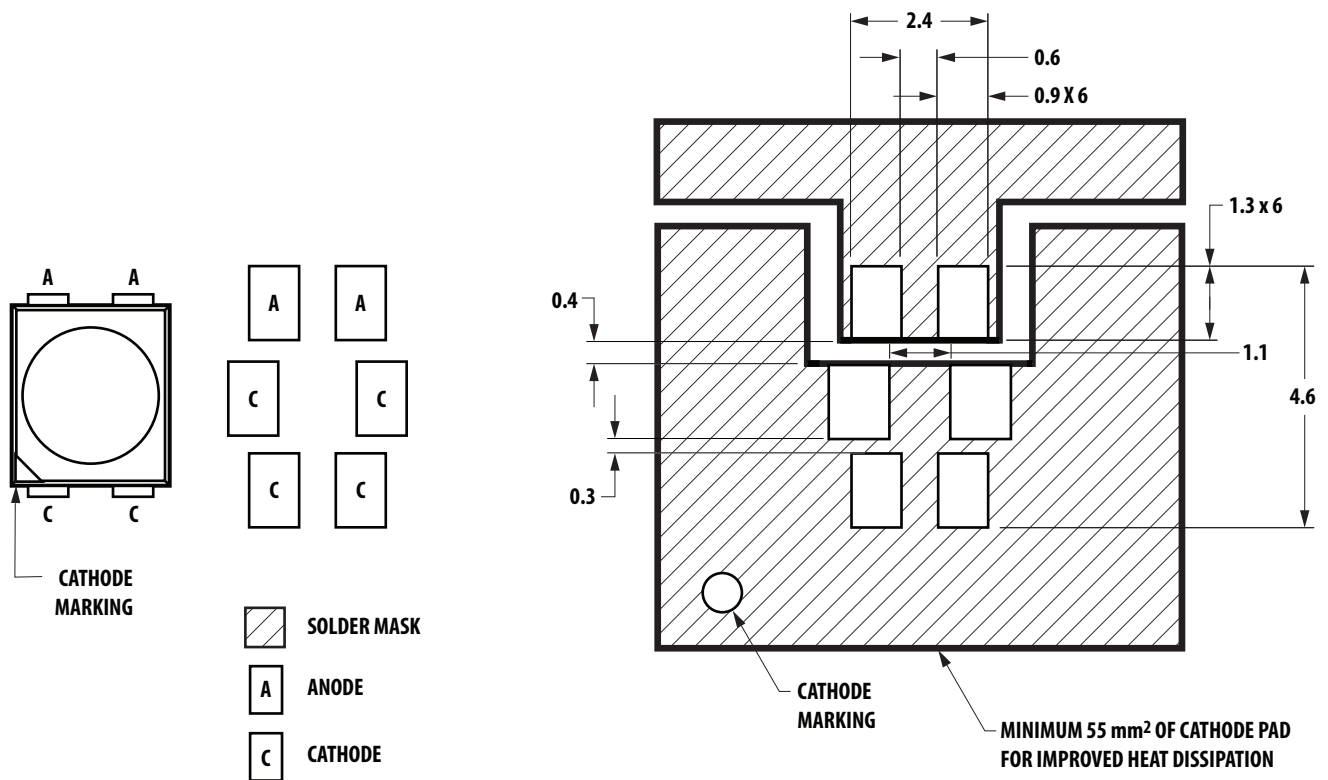 2.4
0.6
0.9 X 6
1.3 x 6
A A
A A
0.4
1.1
C C
4.6
0.3
C C
C C
CATHODE
MARKING
SOLDER MASK
A ANODE
C CATHODE
CATHODE
MARKING
MINIMUM 55 mm² OF CATHODE PAD
FOR IMPROVED HEAT DISSIPATION